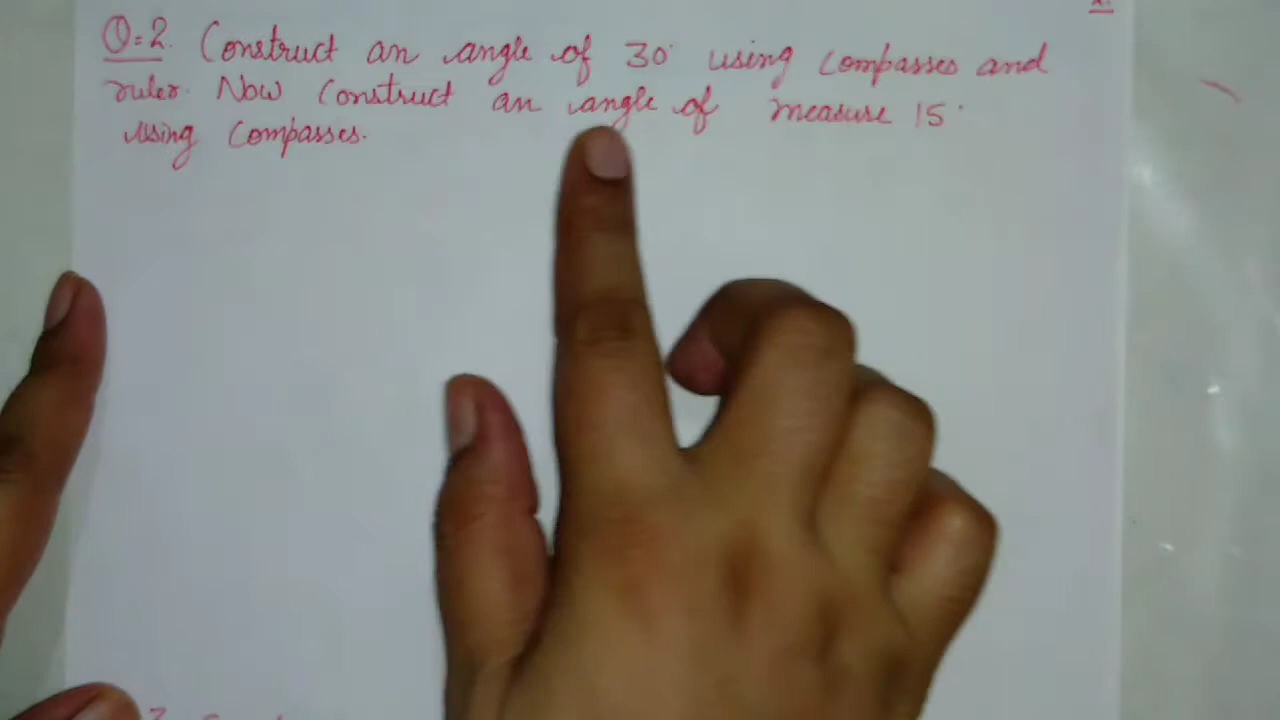 Q=2. Construct an angle of 30° using compasses and
ruler. Now Construct an angle of measure 15°
using Compasses.